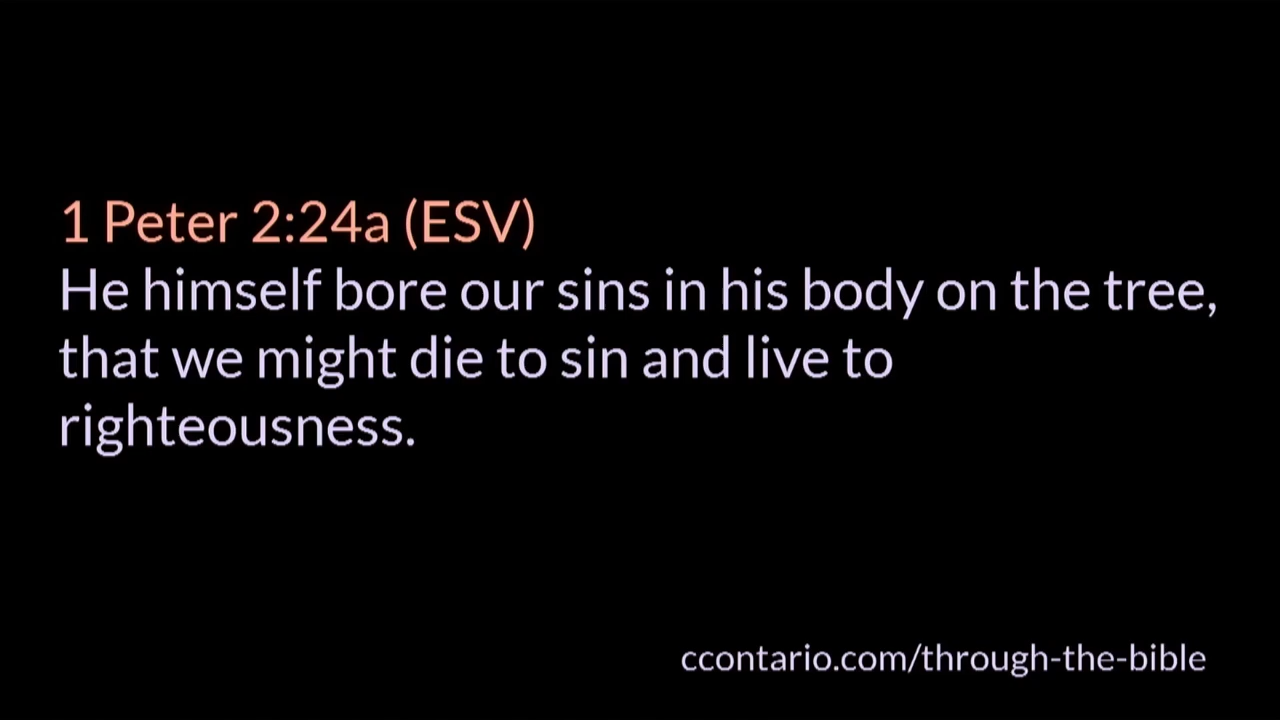 1 Peter 2:24a (ESV)
He himself bore our sins in his body on the tree,
that we might die to sin and live to
righteousness.
ccontario.com/through-the-bible